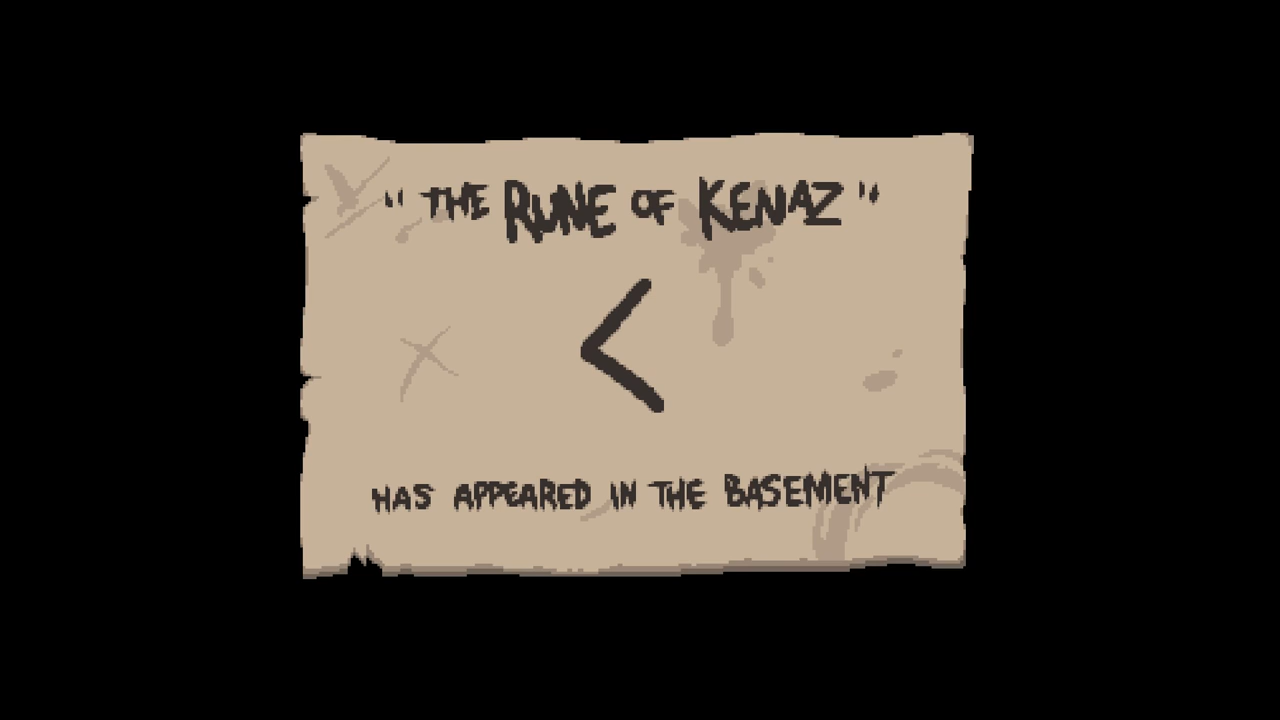 "THE RUNE OF KENAZ"
<
HAS APPEARED IN THE BASEMENT